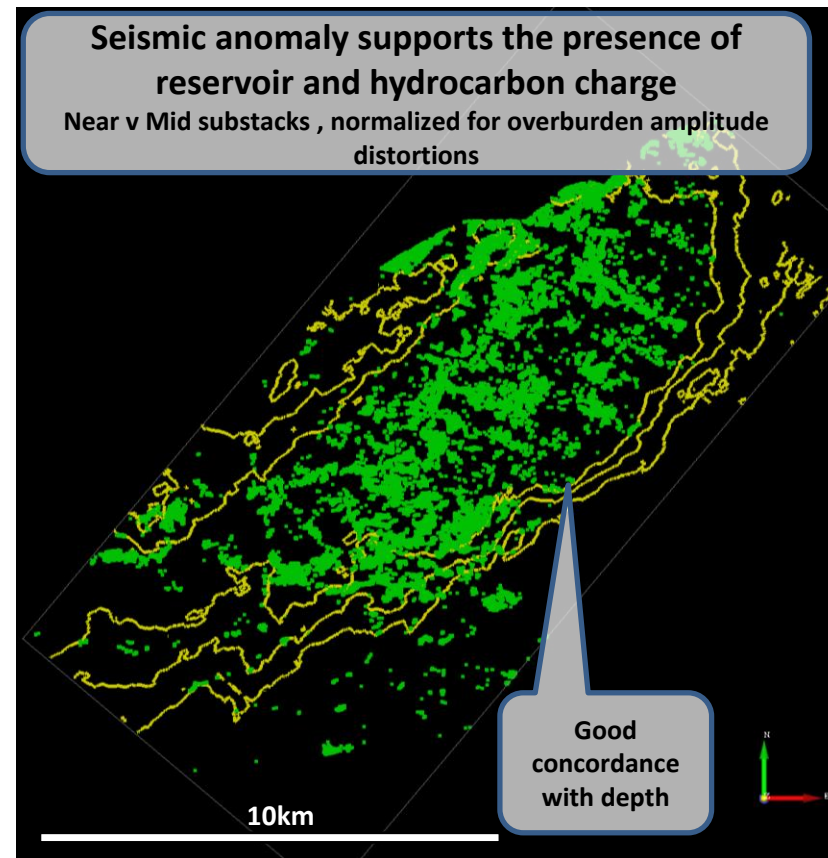 Seismic anomaly supports the presence of
reservoir and hydrocarbon charge
Near v Mid substacks , normalized for overburden amplitude
distortions
Good
concordance
with depth
N
10km